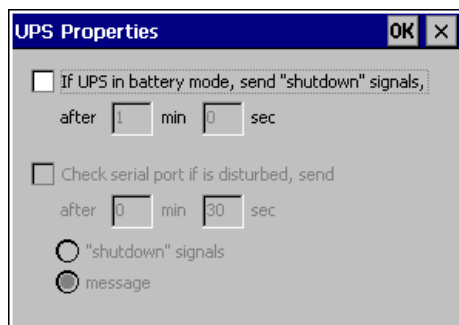 UPS Properties OK ×
If UPS in battery mode, send "shutdown" signals,
after 1 min 0 sec
Check serial port if is disturbed, send
after 0 min 30 sec
"shutdown" signals
message